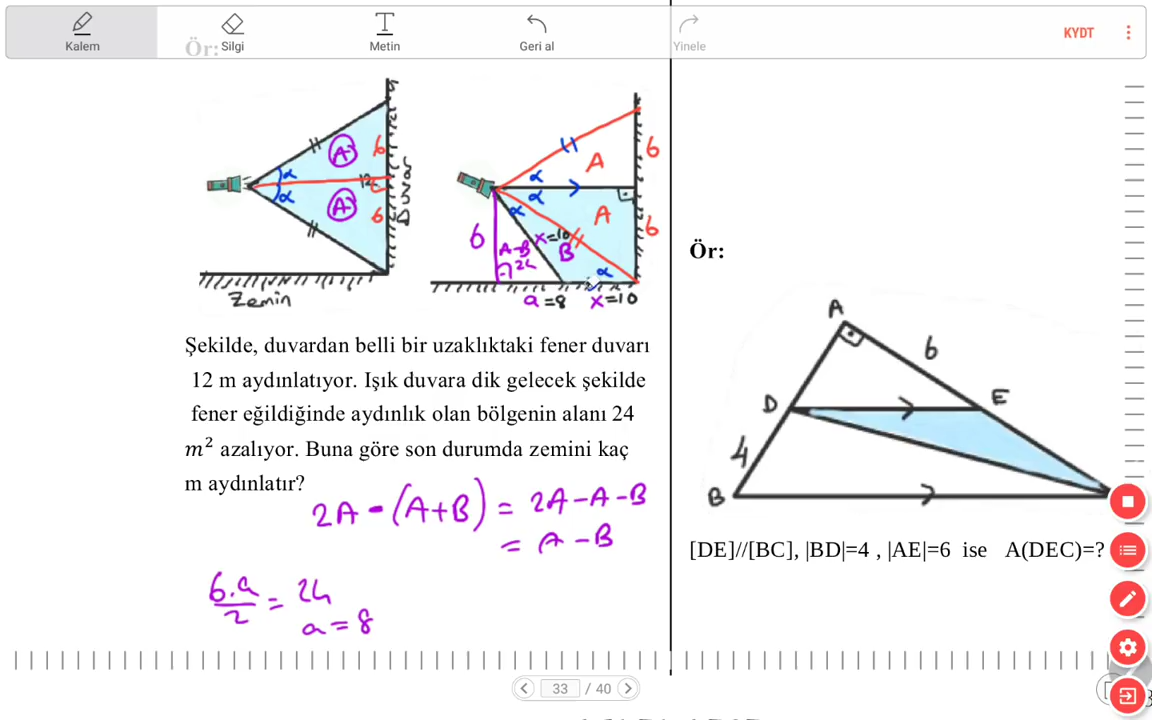 Kalem
Silgi
Metin
Geri al
Yinele
KYDT
Ör:
A
A
α
α
6
12
6
Duvar
Zemin
α
α
α
A
A
6
6
6
A-B
24
x=10
B
α
a=8
x=10
Şekilde, duvardan belli bir uzaklıktaki fener duvarı
12 m aydınlatıyor. Işık duvara dik gelecek şekilde
fener eğildiğinde aydınlık olan bölgenin alanı 24
m² azalıyor. Buna göre son durumda zemini kaç
m aydınlatır?
2A - (A+B) = 2A-A-B
= A-B
6.a/2 = 24
a=8
Ör:
A
6
D
E
4
B
[DE]//[BC], |BD|=4 , |AE|=6 ise A(DEC)=?
33 / 40